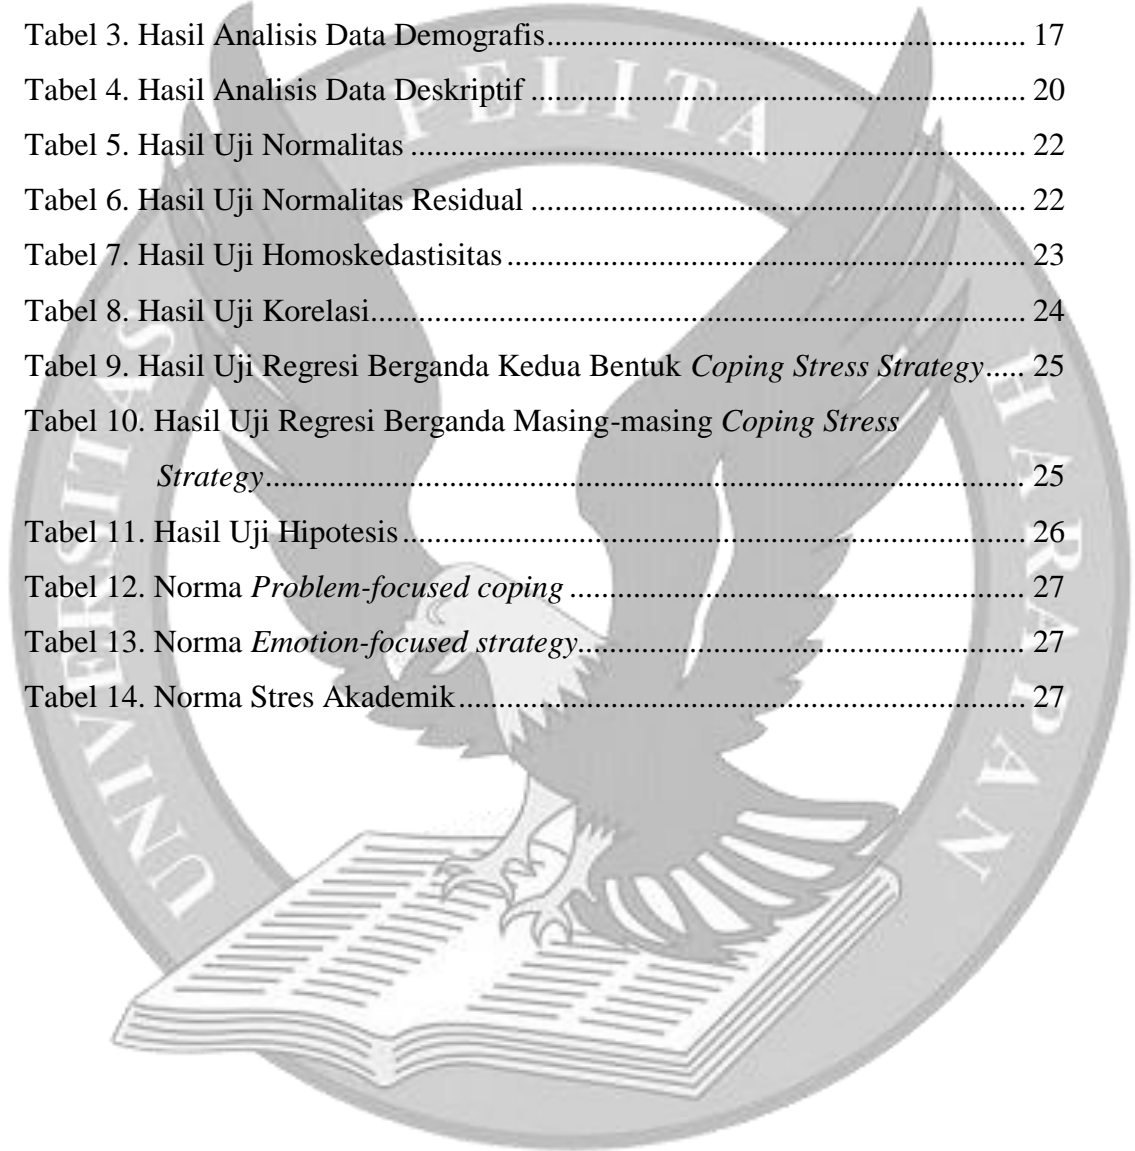 Tabel 3. Hasil Analisis Data Demografis............................................................ 17
Tabel 4. Hasil Analisis Data Deskriptif .............................................................. 20
Tabel 5. Hasil Uji Normalitas ............................................................................. 22
Tabel 6. Hasil Uji Normalitas Residual .............................................................. 22
Tabel 7. Hasil Uji Homoskedastisitas ................................................................. 23
Tabel 8. Hasil Uji Korelasi.................................................................................. 24
Tabel 9. Hasil Uji Regresi Berganda Kedua Bentuk Coping Stress Strategy..... 25
Tabel 10. Hasil Uji Regresi Berganda Masing-masing Coping Stress
Strategy............................................................................................... 25
Tabel 11. Hasil Uji Hipotesis .............................................................................. 26
Tabel 12. Norma Problem-focused coping ......................................................... 27
Tabel 13. Norma Emotion-focused strategy........................................................ 27
Tabel 14. Norma Stres Akademik ....................................................................... 27
UNIVERSITAS PELITA HARAPAN